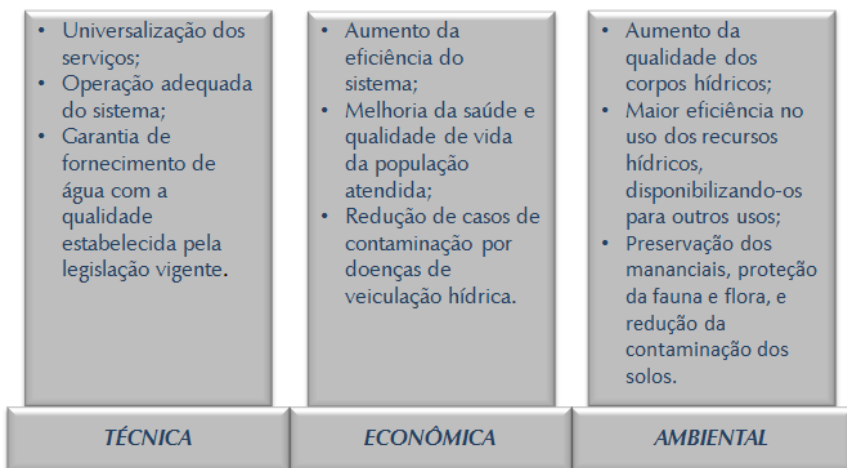 • Universalização dos
serviços;
• Operação adequada
do sistema;
• Garantia de
fornecimento de
água com a
qualidade
estabelecida pela
legislação vigente.
TÉCNICA
• Aumento da
eficiência do
sistema;
• Melhoria da saúde e
qualidade de vida
da população
atendida;
• Redução de casos de
contaminação por
doenças de
veiculação hídrica.
ECONÔMICA
• Aumento da
qualidade dos
corpos hídricos;
• Maior eficiência no
uso dos recursos
hídricos,
disponibilizando-os
para outros usos;
• Preservação dos
mananciais, proteção
da fauna e flora, e
redução da
contaminação dos
solos.
AMBIENTAL